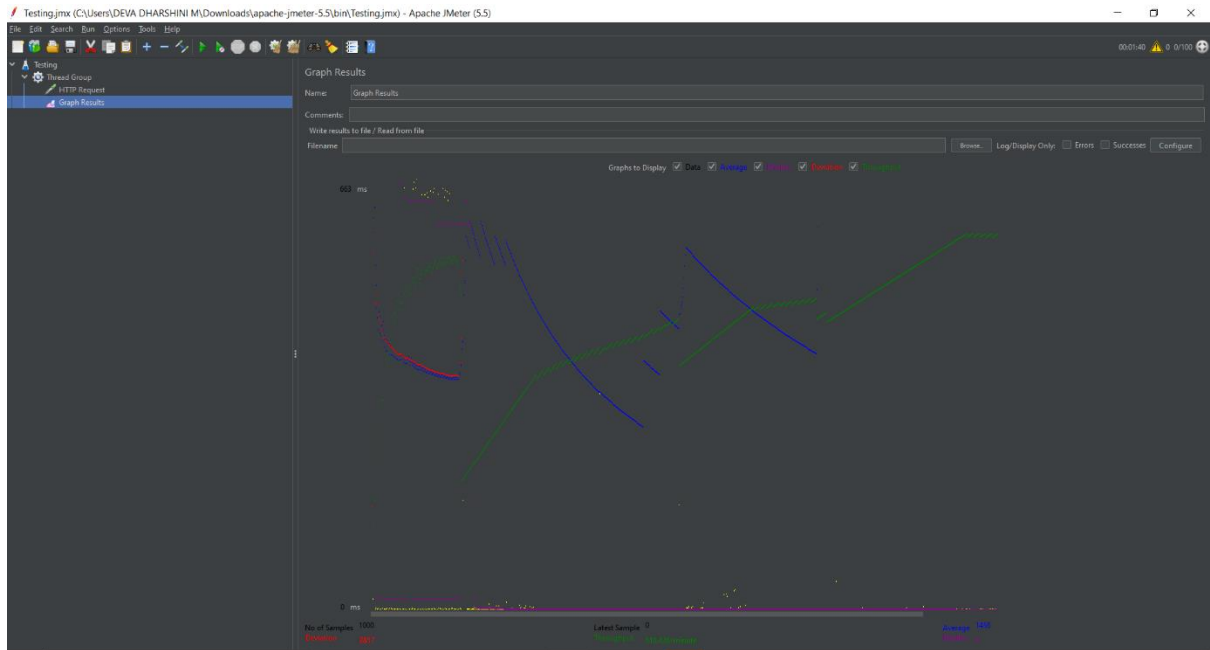 Testing.jmx (C:\Users\DEVA DHARSHINI M\Downloads\apache-jmeter-5.5\bin\Testing.jmx) - Apache JMeter (5.5)
File Edit Search Run Options Tools Help
00:01:40 0 0/100
Testing
Thread Group
HTTP Request
Graph Results
Graph Results
Name: Graph Results
Comments:
Write results to file / Read from file
Filename Browse... Log/Display Only: Errors Successes Configure
Graphs to Display Data Average Deviation
ms
0 ms
No of Samples 1000 Latest Sample 0 Average
Deviation